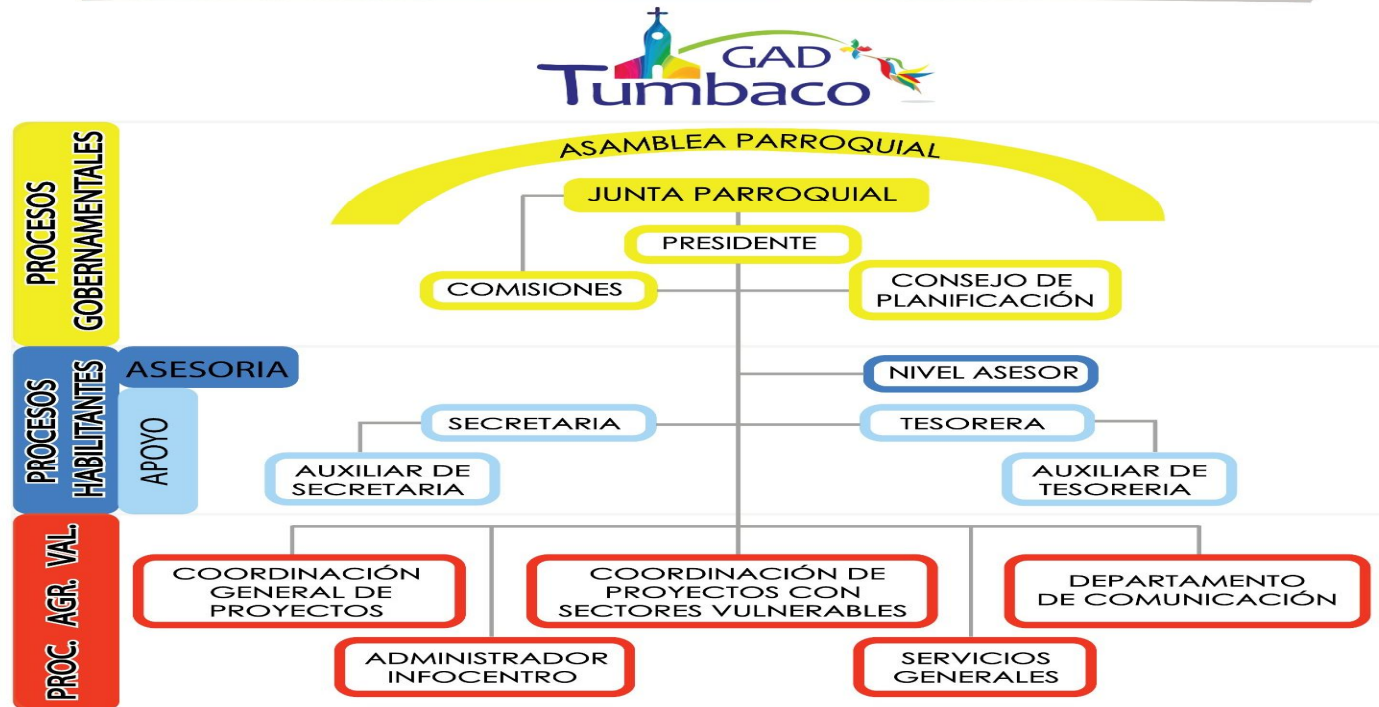 GAD
Tumbaco
PROCESOS
GOBERNAMENTALES
ASAMBLEA PARROQUIAL
JUNTA PARROQUIAL
PRESIDENTE
COMISIONES
CONSEJO DE
PLANIFICACIÓN
PROCESOS
HABILITANTES
ASESORIA
APOYO
NIVEL ASESOR
SECRETARIA
TESORERA
AUXILIAR DE
SECRETARIA
AUXILIAR DE
TESORERIA
PROC. AGR. VAL.
COORDINACIÓN
GENERAL DE
PROYECTOS
COORDINACIÓN DE
PROYECTOS CON
SECTORES VULNERABLES
DEPARTAMENTO
DE COMUNICACIÓN
ADMINISTRADOR
INFOCENTRO
SERVICIOS
GENERALES